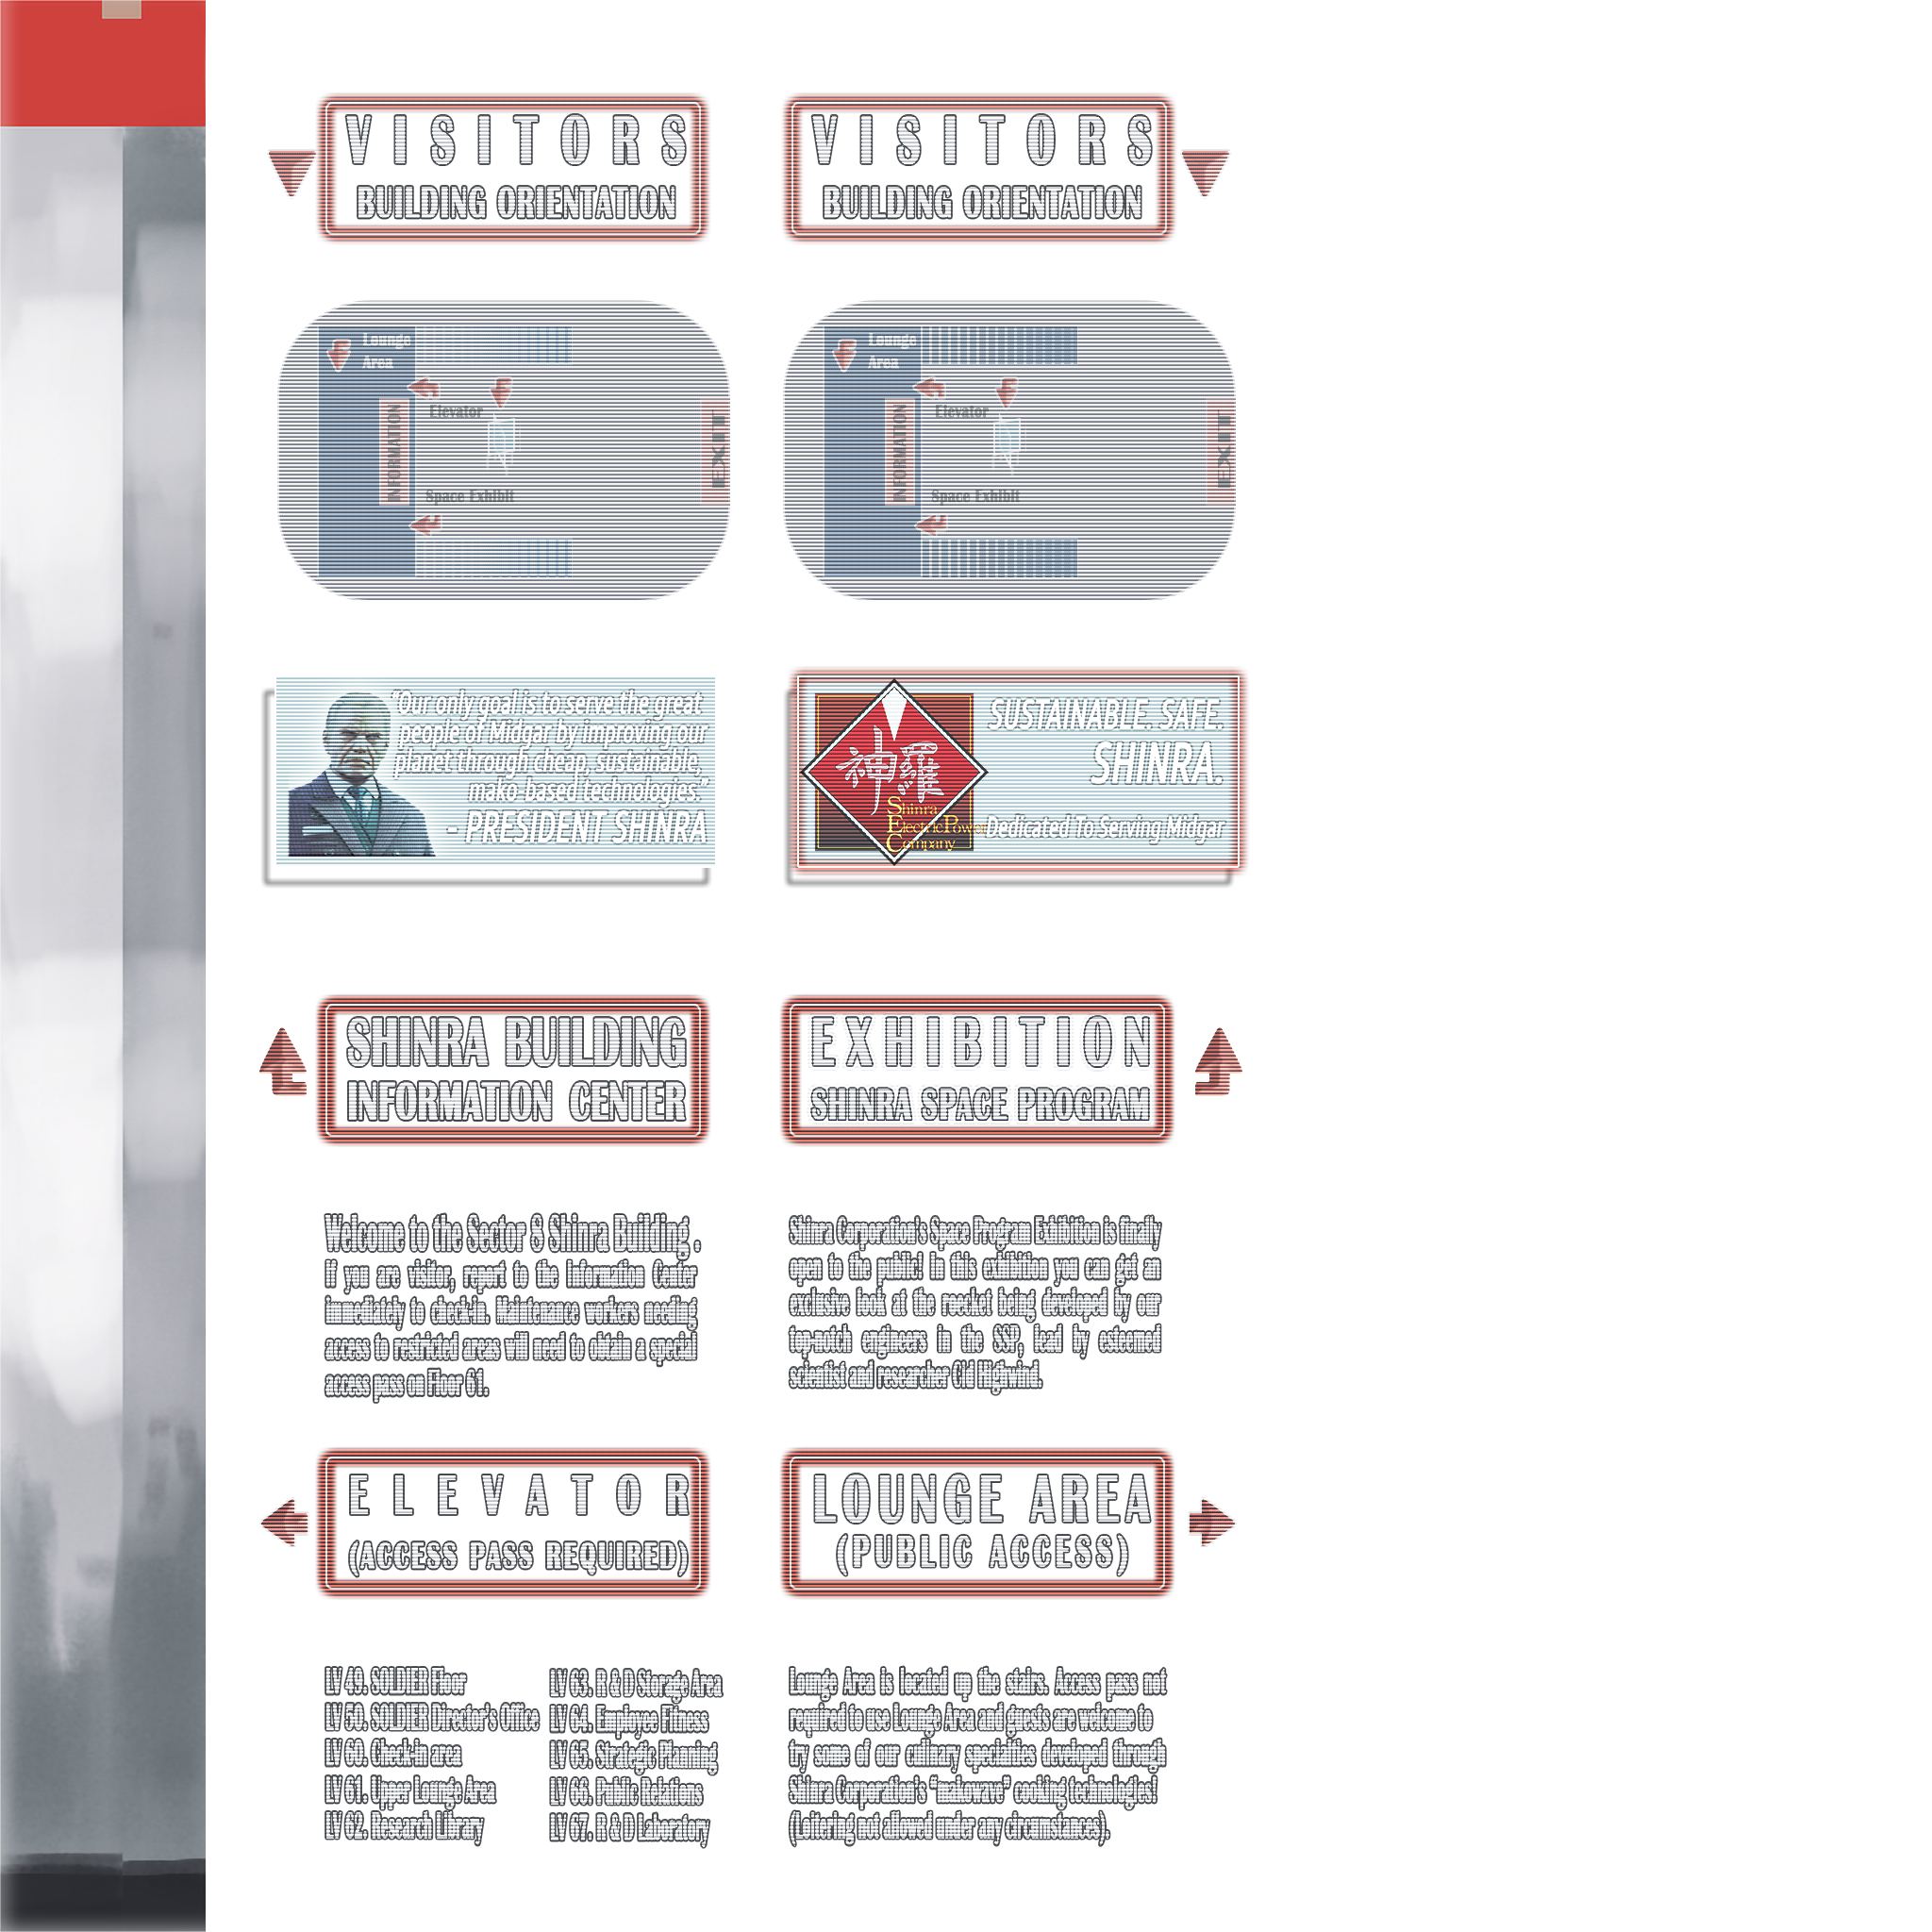 VISITORS
BUILDING ORIENTATION
VISITORS
BUILDING ORIENTATION
Lounge
Area
Elevator
INFORMATION
EXIT
Space Exhibit
Lounge
Area
Elevator
INFORMATION
EXIT
Space Exhibit
"Our only goal is to serve the great
people of Midgar by improving our
planet through cheap, sustainable,
mako-based technologies."
- PRESIDENT SHINRA
神羅
Shinra
Electric Power
Company
SUSTAINABLE. SAFE.
SHINRA.
Dedicated To Serving Midgar
SHINRA BUILDING
INFORMATION CENTER
EXHIBITION
SHINRA SPACE PROGRAM
Welcome to the Sector 8 Shinra Building .
If you are visitor, report to the Information Center
immediately to check-in. Maintenance workers needing
access to restricted areas will need to obtain a special
access pass on Floor 61.
Shinra Corporation's Space Program Exhibition is finally
open to the public! In this exhibition you can get an
exclusive look at the roecket being developed by our
top-notch engineers in the SSP, lead by esteemed
scientist and researcher Cid Highwind.
ELEVATOR
(ACCESS PASS REQUIRED)
LOUNGE AREA
(PUBLIC ACCESS)
LV 49. SOLDIER Floor
LV 50. SOLDIER Director's Office
LV 60. Check-in area
LV 61. Upper Lounge Area
LV 62. Research Library
LV 63. R & D Storage Area
LV 64. Employee Fitness
LV 65. Strategic Planning
LV 66. Public Relations
LV 67. R & D Laboratory
Lounge Area is located up the stairs. Access pass not
required to use Lounge Area and guests are welcome to
try some of our culinary specialties developed through
Shinra Corporation's "makowave" cooking technologies!
(Loitering not allowed under any circumstances).